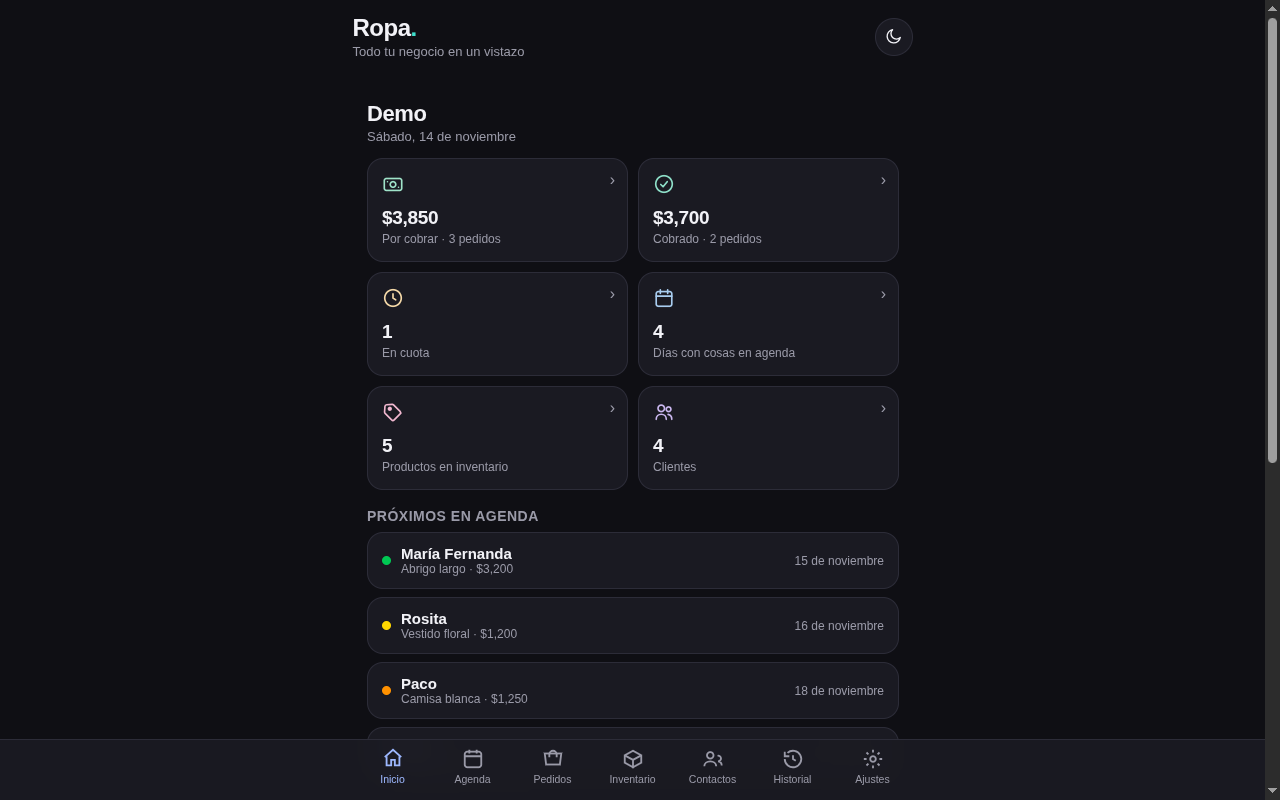 Ropa.
Todo tu negocio en un vistazo
Demo
Sábado, 14 de noviembre
$3,850
Por cobrar · 3 pedidos
$3,700
Cobrado · 2 pedidos
1
En cuota
4
Días con cosas en agenda
5
Productos en inventario
4
Clientes
PRÓXIMOS EN AGENDA
María Fernanda
Abrigo largo · $3,200
15 de noviembre
Rosita
Vestido floral · $1,200
16 de noviembre
Paco
Camisa blanca · $1,250
18 de noviembre
Inicio
Agenda
Pedidos
Inventario
Contactos
Historial
Ajustes